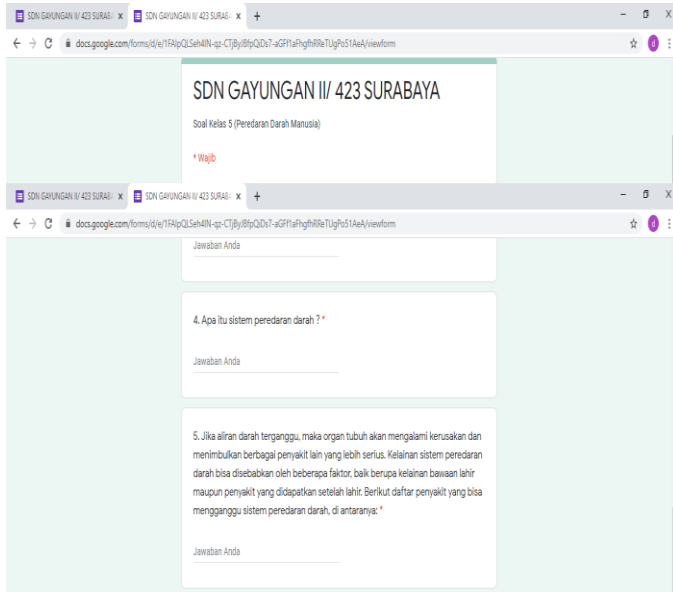 SDN GAYUNGAN II/ 423 SURAB
SDN GAYUNGAN II/ 423 SURAB
docs.google.com/forms/d/e/1FAIpQLSeh4IN-qz-CTjByJBfpQiDs7-aGFf1aFhgfhRReTUgPo51AeA/viewform
d
SDN GAYUNGAN II/ 423 SURABAYA
Soal Kelas 5 (Peredaran Darah Manusia)
* Wajib
SDN GAYUNGAN II/ 423 SURAB
SDN GAYUNGAN II/ 423 SURAB
docs.google.com/forms/d/e/1FAIpQLSeh4IN-qz-CTjByJBfpQiDs7-aGFf1aFhgfhRReTUgPo51AeA/viewform
d
Jawaban Anda
4. Apa itu sistem peredaran darah ? *
Jawaban Anda
5. Jika aliran darah terganggu, maka organ tubuh akan mengalami kerusakan dan
menimbulkan berbagai penyakit lain yang lebih serius. Kelainan sistem peredaran
darah bisa disebabkan oleh beberapa faktor, baik berupa kelainan bawaan lahir
maupun penyakit yang didapatkan setelah lahir. Berikut daftar penyakit yang bisa
mengganggu sistem peredaran darah, di antaranya: *
Jawaban Anda